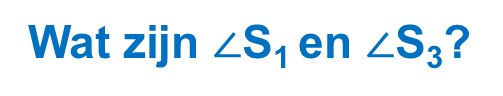 Wat zijn ∠S₁ en ∠S₃?